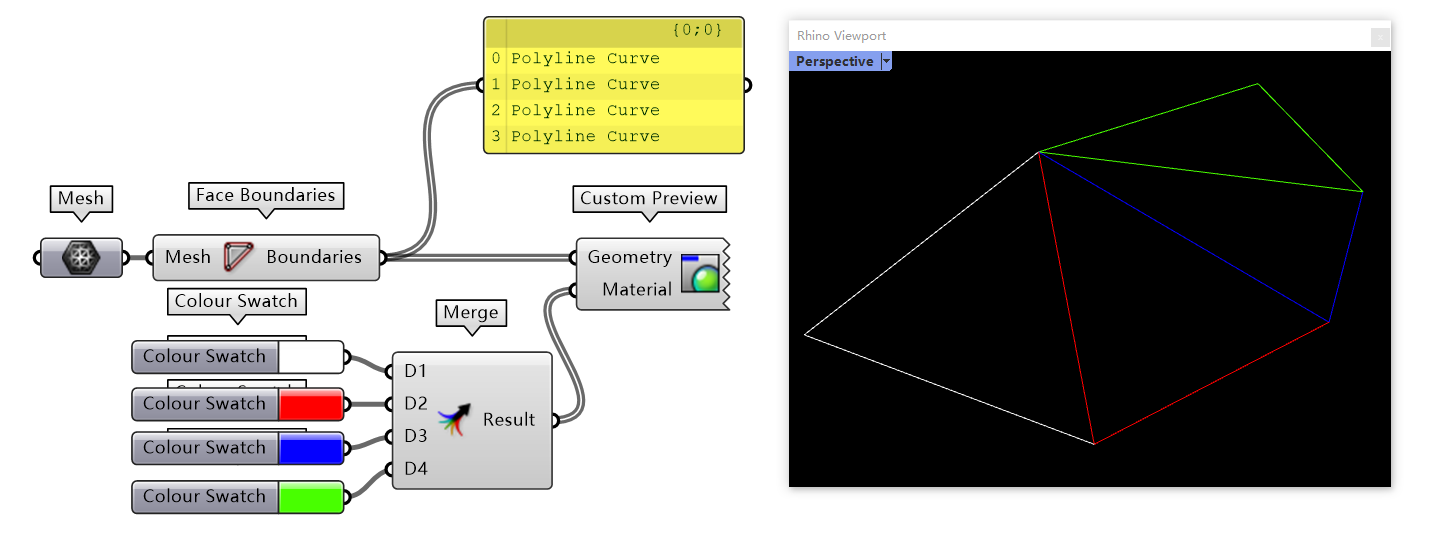 {0;0}
0 Polyline Curve
1 Polyline Curve
2 Polyline Curve
3 Polyline Curve
Mesh
Face Boundaries
Custom Preview
Mesh Boundaries
Geometry
Material
Colour Swatch
Merge
Colour Swatch
Colour Swatch
Colour Swatch
Colour Swatch
D1
D2
D3
D4
Result
Rhino Viewport
x
Perspective